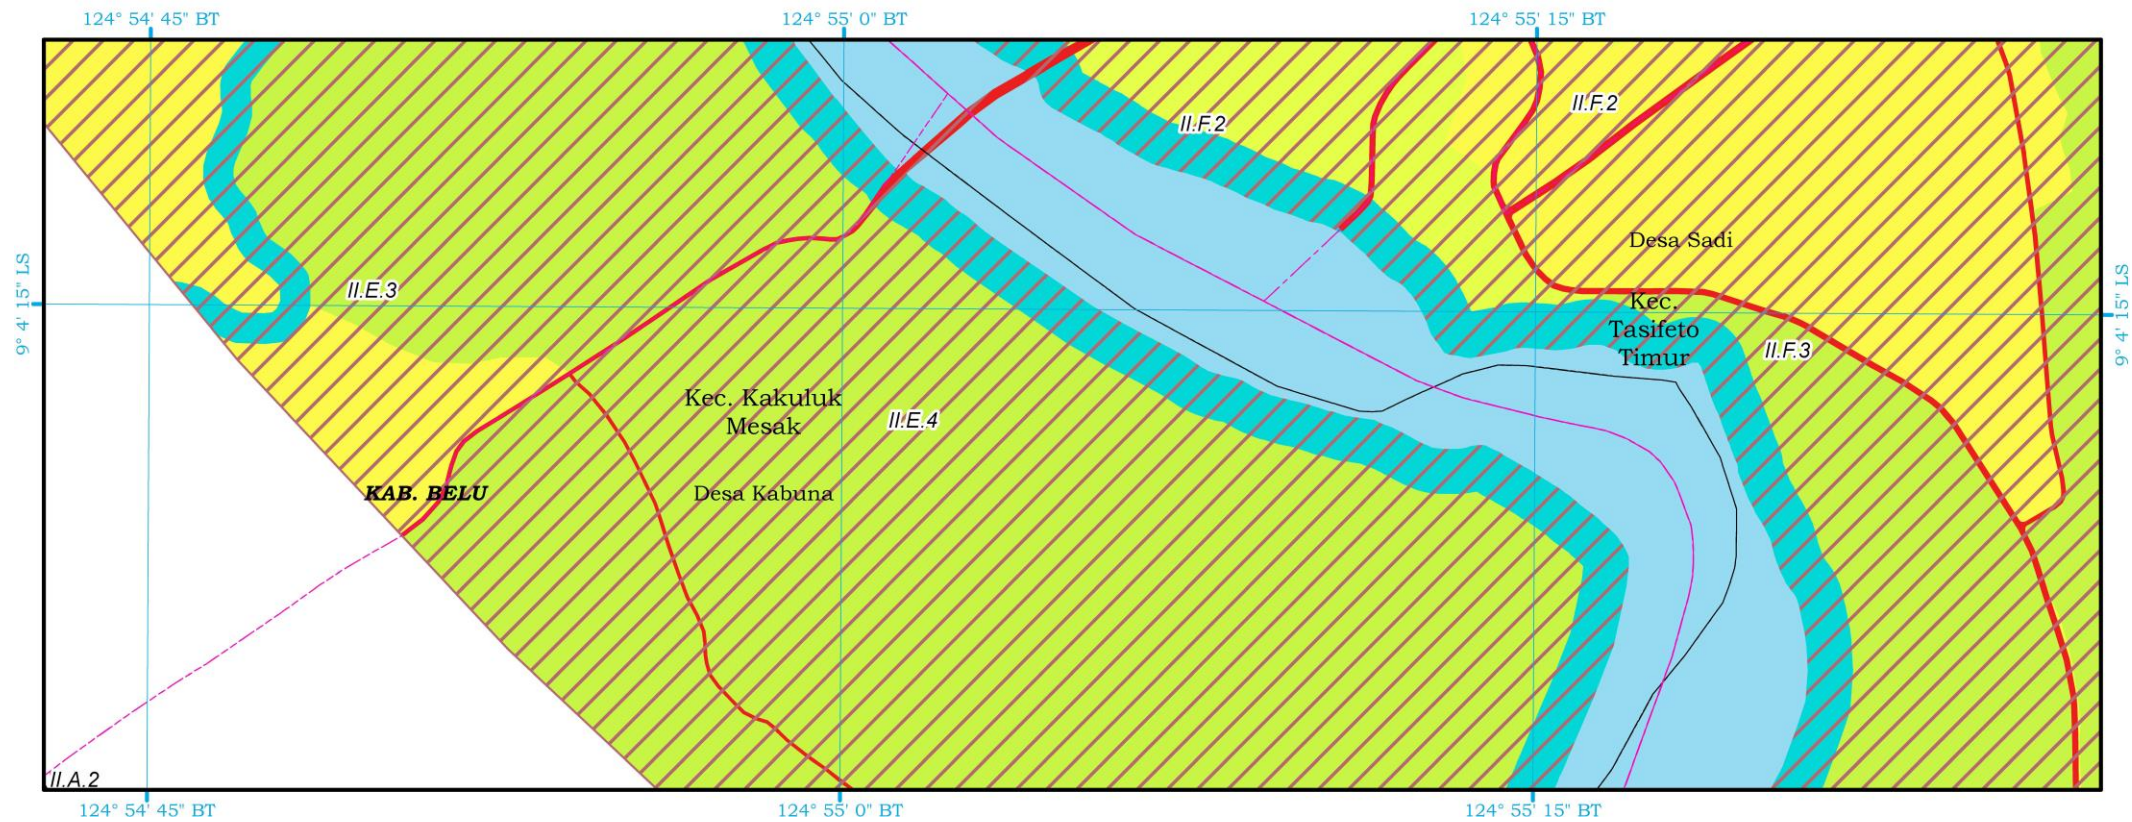 124° 54' 45" BT
124° 55' 0" BT
124° 55' 15" BT
II.F.2
II.F.2
Desa Sadi
9° 4' 15" LS
II.E.3
Kec.
Tasifeto
Timur
II.F.3
9° 4' 15" LS
Kec. Kakuluk
Mesak
II.E.4
KAB. BELU
Desa Kabuna
II.A.2
124° 54' 45" BT
124° 55' 0" BT
124° 55' 15" BT